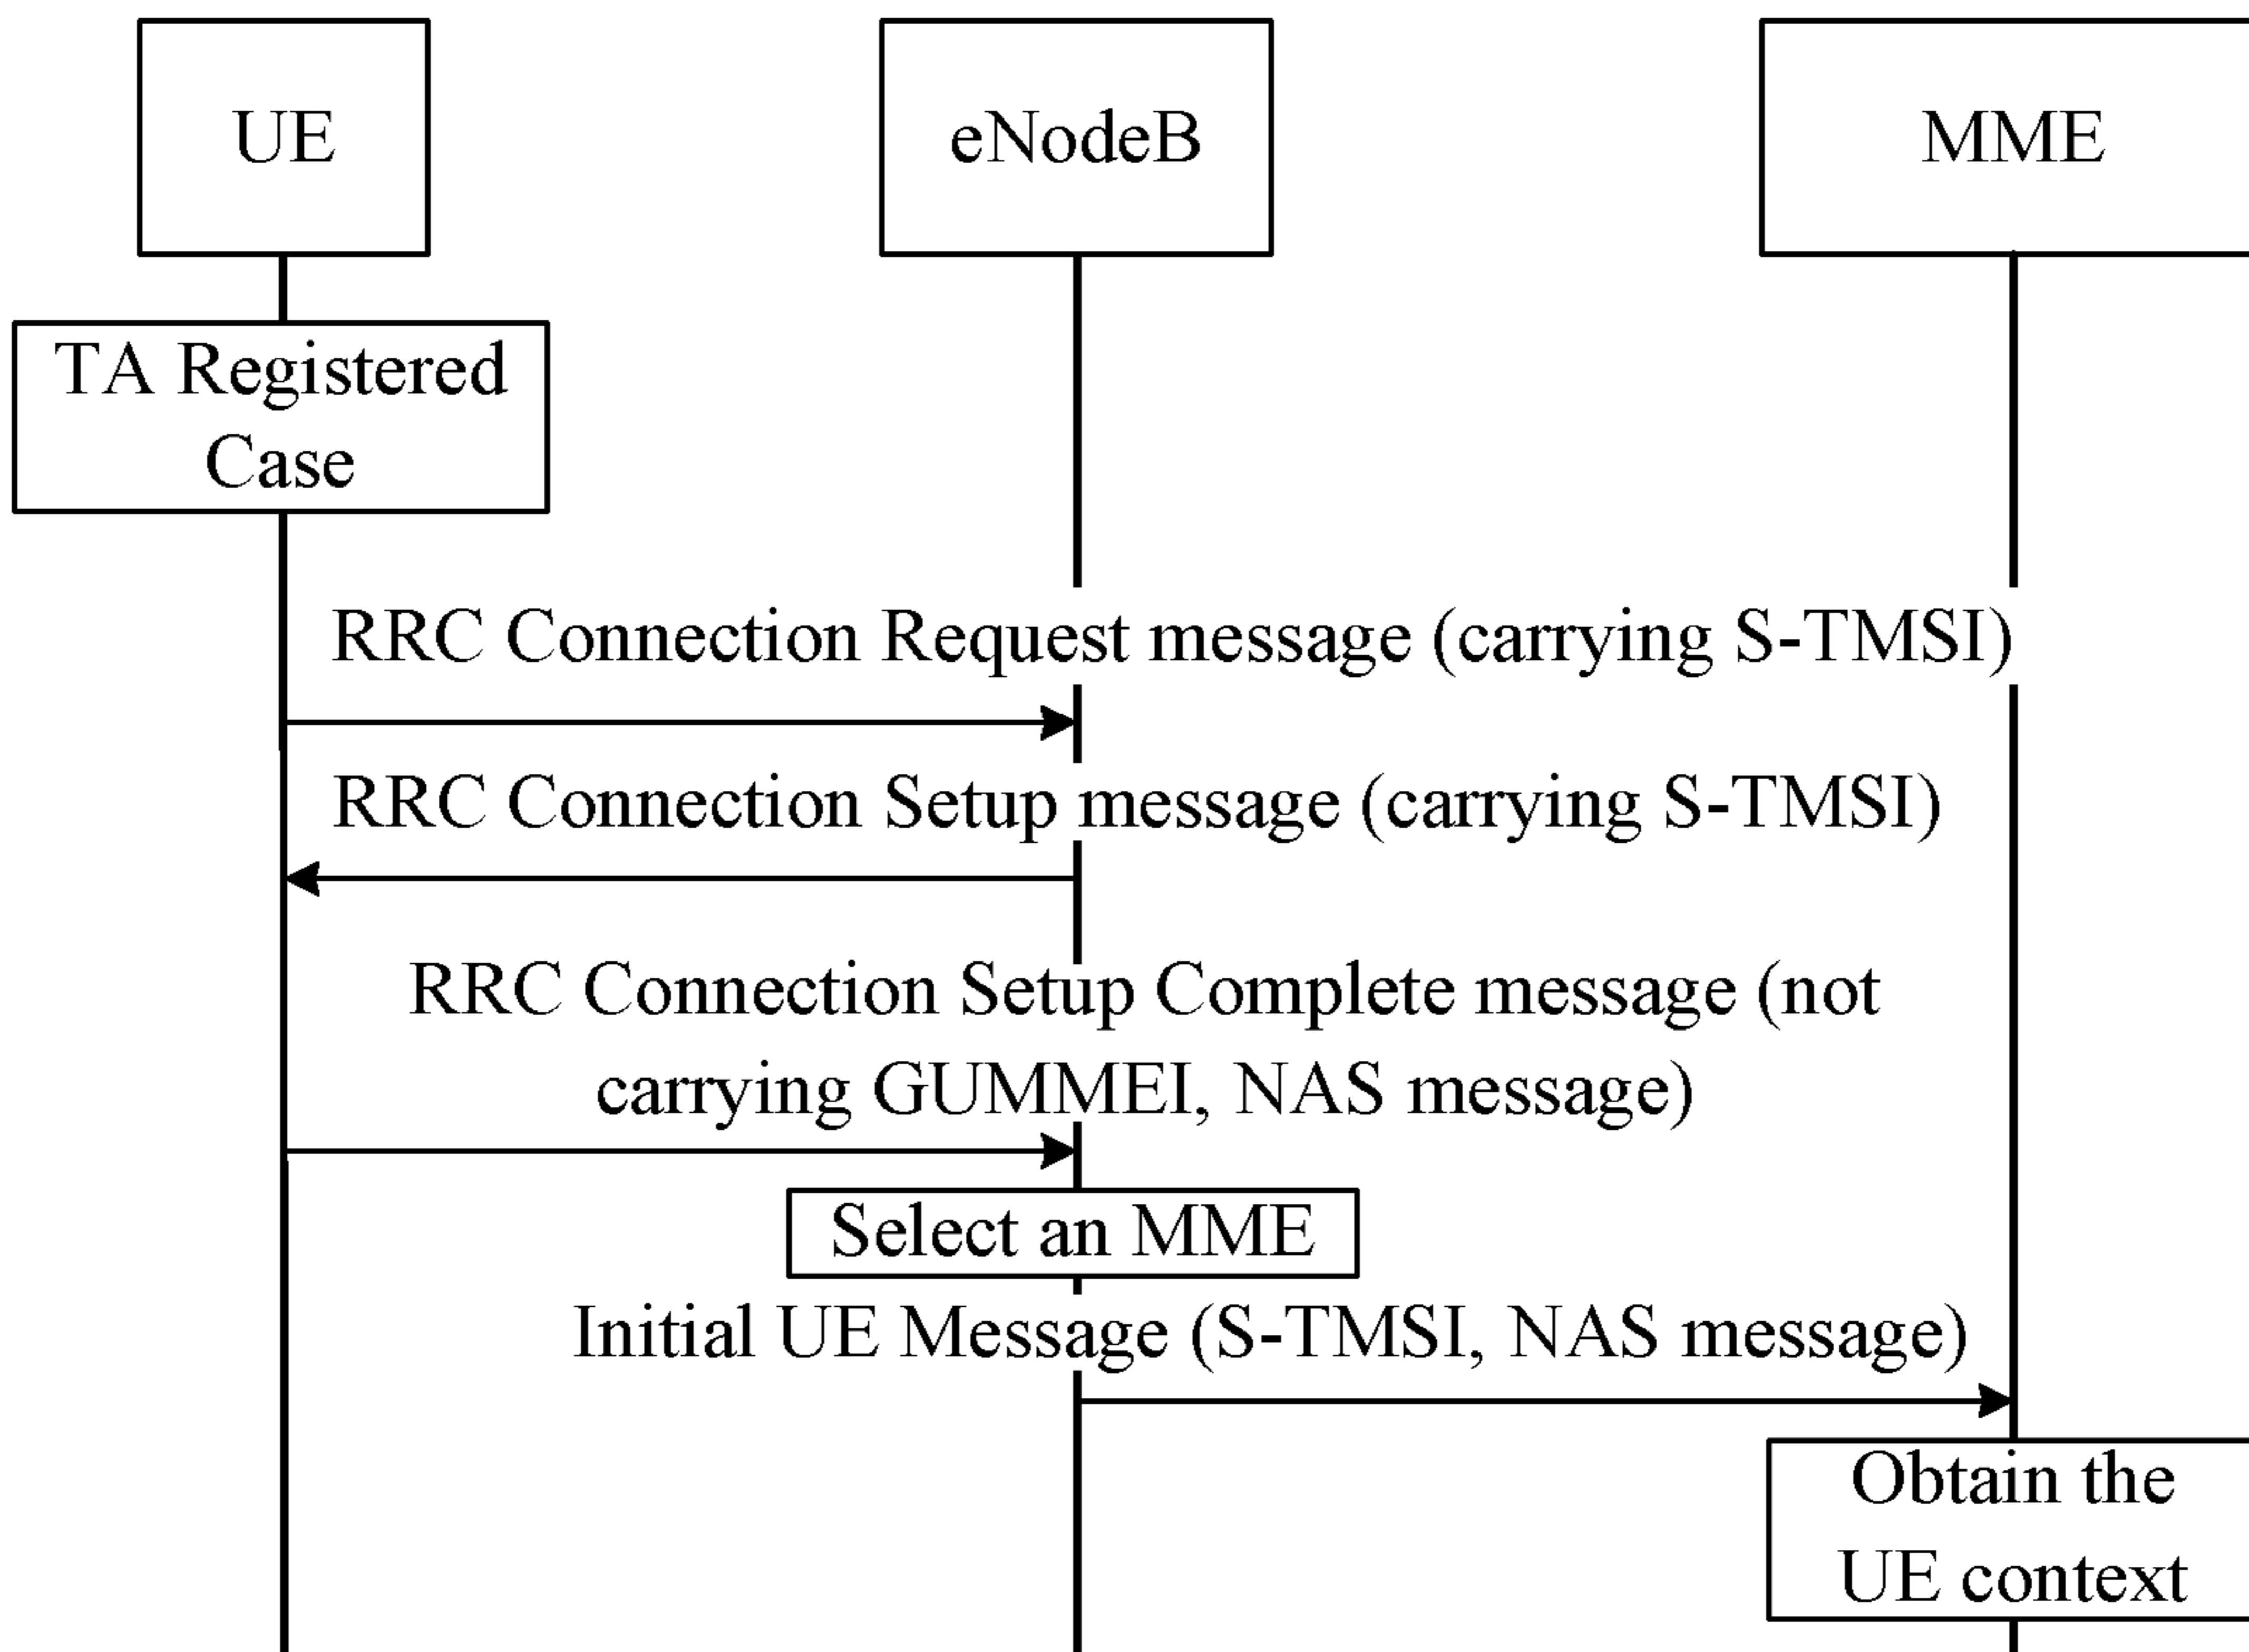 UE
eNodeB
MME
TA Registered
Case
RRC Connection Request message (carrying S-TMSI)
RRC Connection Setup message (carrying S-TMSI)
RRC Connection Setup Complete message (not
carrying GUMMEI, NAS message)
Select an MME
Initial UE Message (S-TMSI, NAS message)
Obtain the
UE context